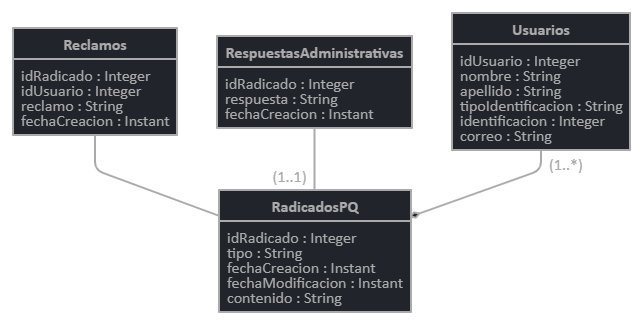 Reclamos
idRadicado : Integer
idUsuario : Integer
reclamo : String
fechaCreacion : Instant
RespuestasAdministrativas
idRadicado : Integer
respuesta : String
fechaCreacion : Instant
Usuarios
idUsuario : Integer
nombre : String
apellido : String
tipoIdentificacion : String
identificacion : Integer
correo : String
(1..1)
(1..*)
RadicadosPQ
idRadicado : Integer
tipo : String
fechaCreacion : Instant
fechaModificacion : Instant
contenido : String